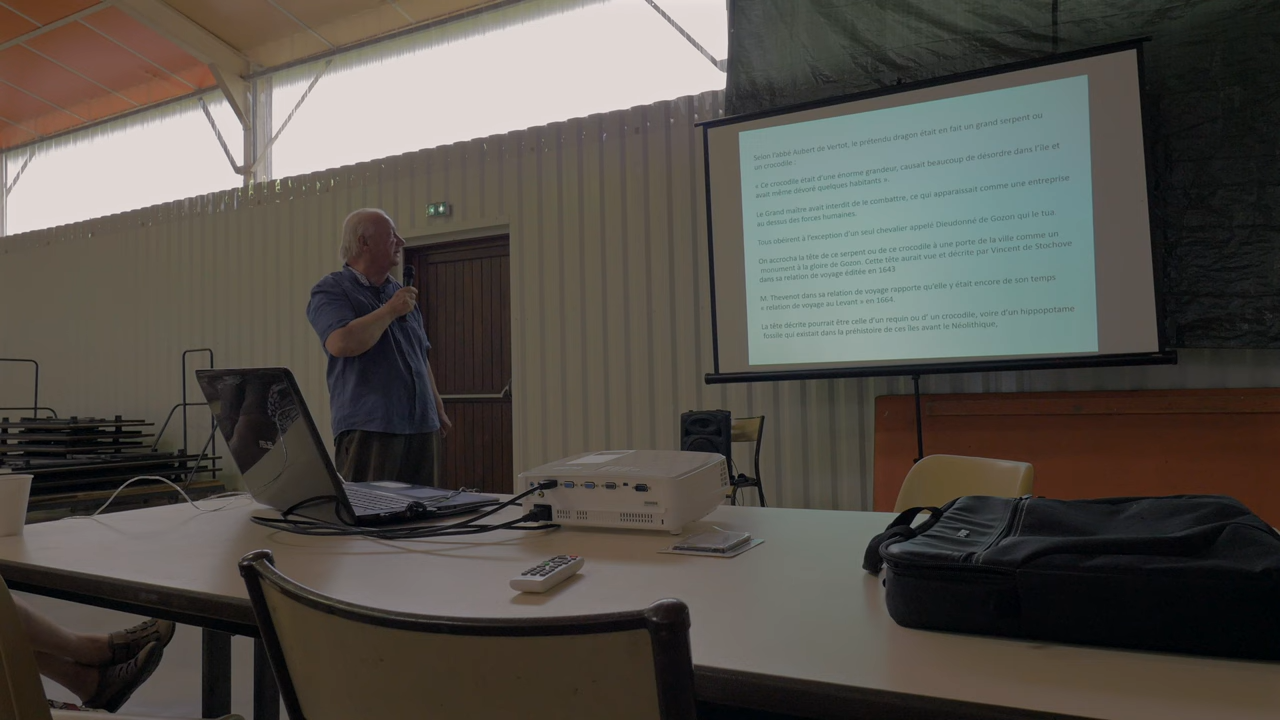 Selon l'abbé Aubert de Vertot, le prétendu dragon était en fait un grand serpent ou
un crocodile :
« Ce crocodile était d'une énorme grandeur, causait beaucoup de désordre dans l'île et
avait même dévoré quelques habitants ».
Le Grand maître avait interdit de le combattre, ce qui apparaissait comme une entreprise
au dessus des forces humaines.
Tous obéirent à l'exception d'un seul chevalier appelé Dieudonné de Gozon qui le tua.
On accrocha la tête de ce serpent ou de ce crocodile à une porte de la ville comme un
monument à la gloire de Gozon. Cette tête aurait vue et décrite par Vincent de Stochove
dans sa relation de voyage éditée en 1643
M. Thevenot dans sa relation de voyage rapporte qu'elle y était encore de son temps
« relation de voyage au Levant » en 1664.
La tête décrite pourrait être celle d'un requin ou d' un crocodile, voire d'un hippopotame
fossile qui existait dans la préhistoire de ces îles avant le Néolithique,
ASUS